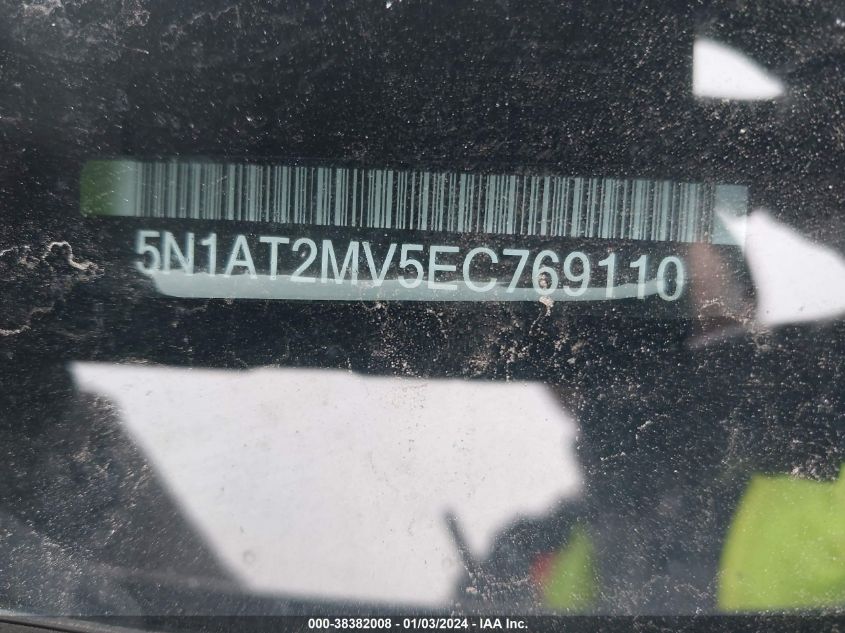 5N1AT2MV5EC769110
000-38382008 - 01/03/2024 - IAA Inc.